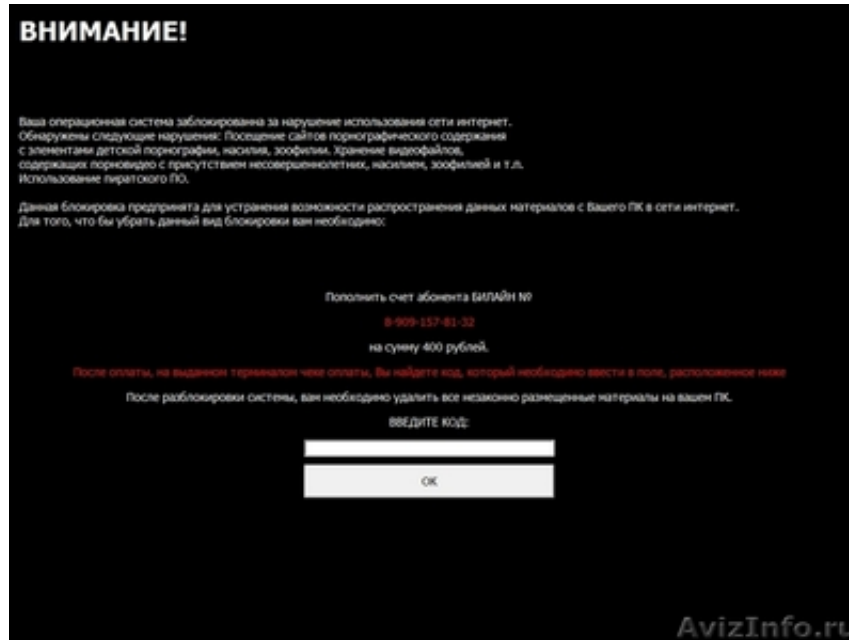 ВНИМАНИЕ!
Ваша операционная система заблокированна за нарушение использования сети интернет.
Обнаружены следующие нарушения: Посещение сайтов порнографического содержания
с элементами детской порнографии, насилия, зоофилии. Хранение видеофайлов,
содержащих порновидео с присутствием несовершеннолетних, насилием, зоофилией и т.п.
Использование пиратского ПО.
Данная блокировка предпринята для устранения возможности распространения данных материалов с Вашего ПК в сети интернет.
Для того, что бы убрать данный вид блокировки вам необходимо:
Пополнить счет абонента БИЛАЙН №
8-909-157-81-32
на сумму 400 рублей.
После оплаты, на выданном терминалом чеке оплаты, Вы найдете код, который необходимо ввести в поле, расположенное ниже
После разблокировки системы, вам необходимо удалить все незаконно размещенные материалы на вашем ПК.
ВВЕДИТЕ КОД:
ОК
AvizInfo.ru